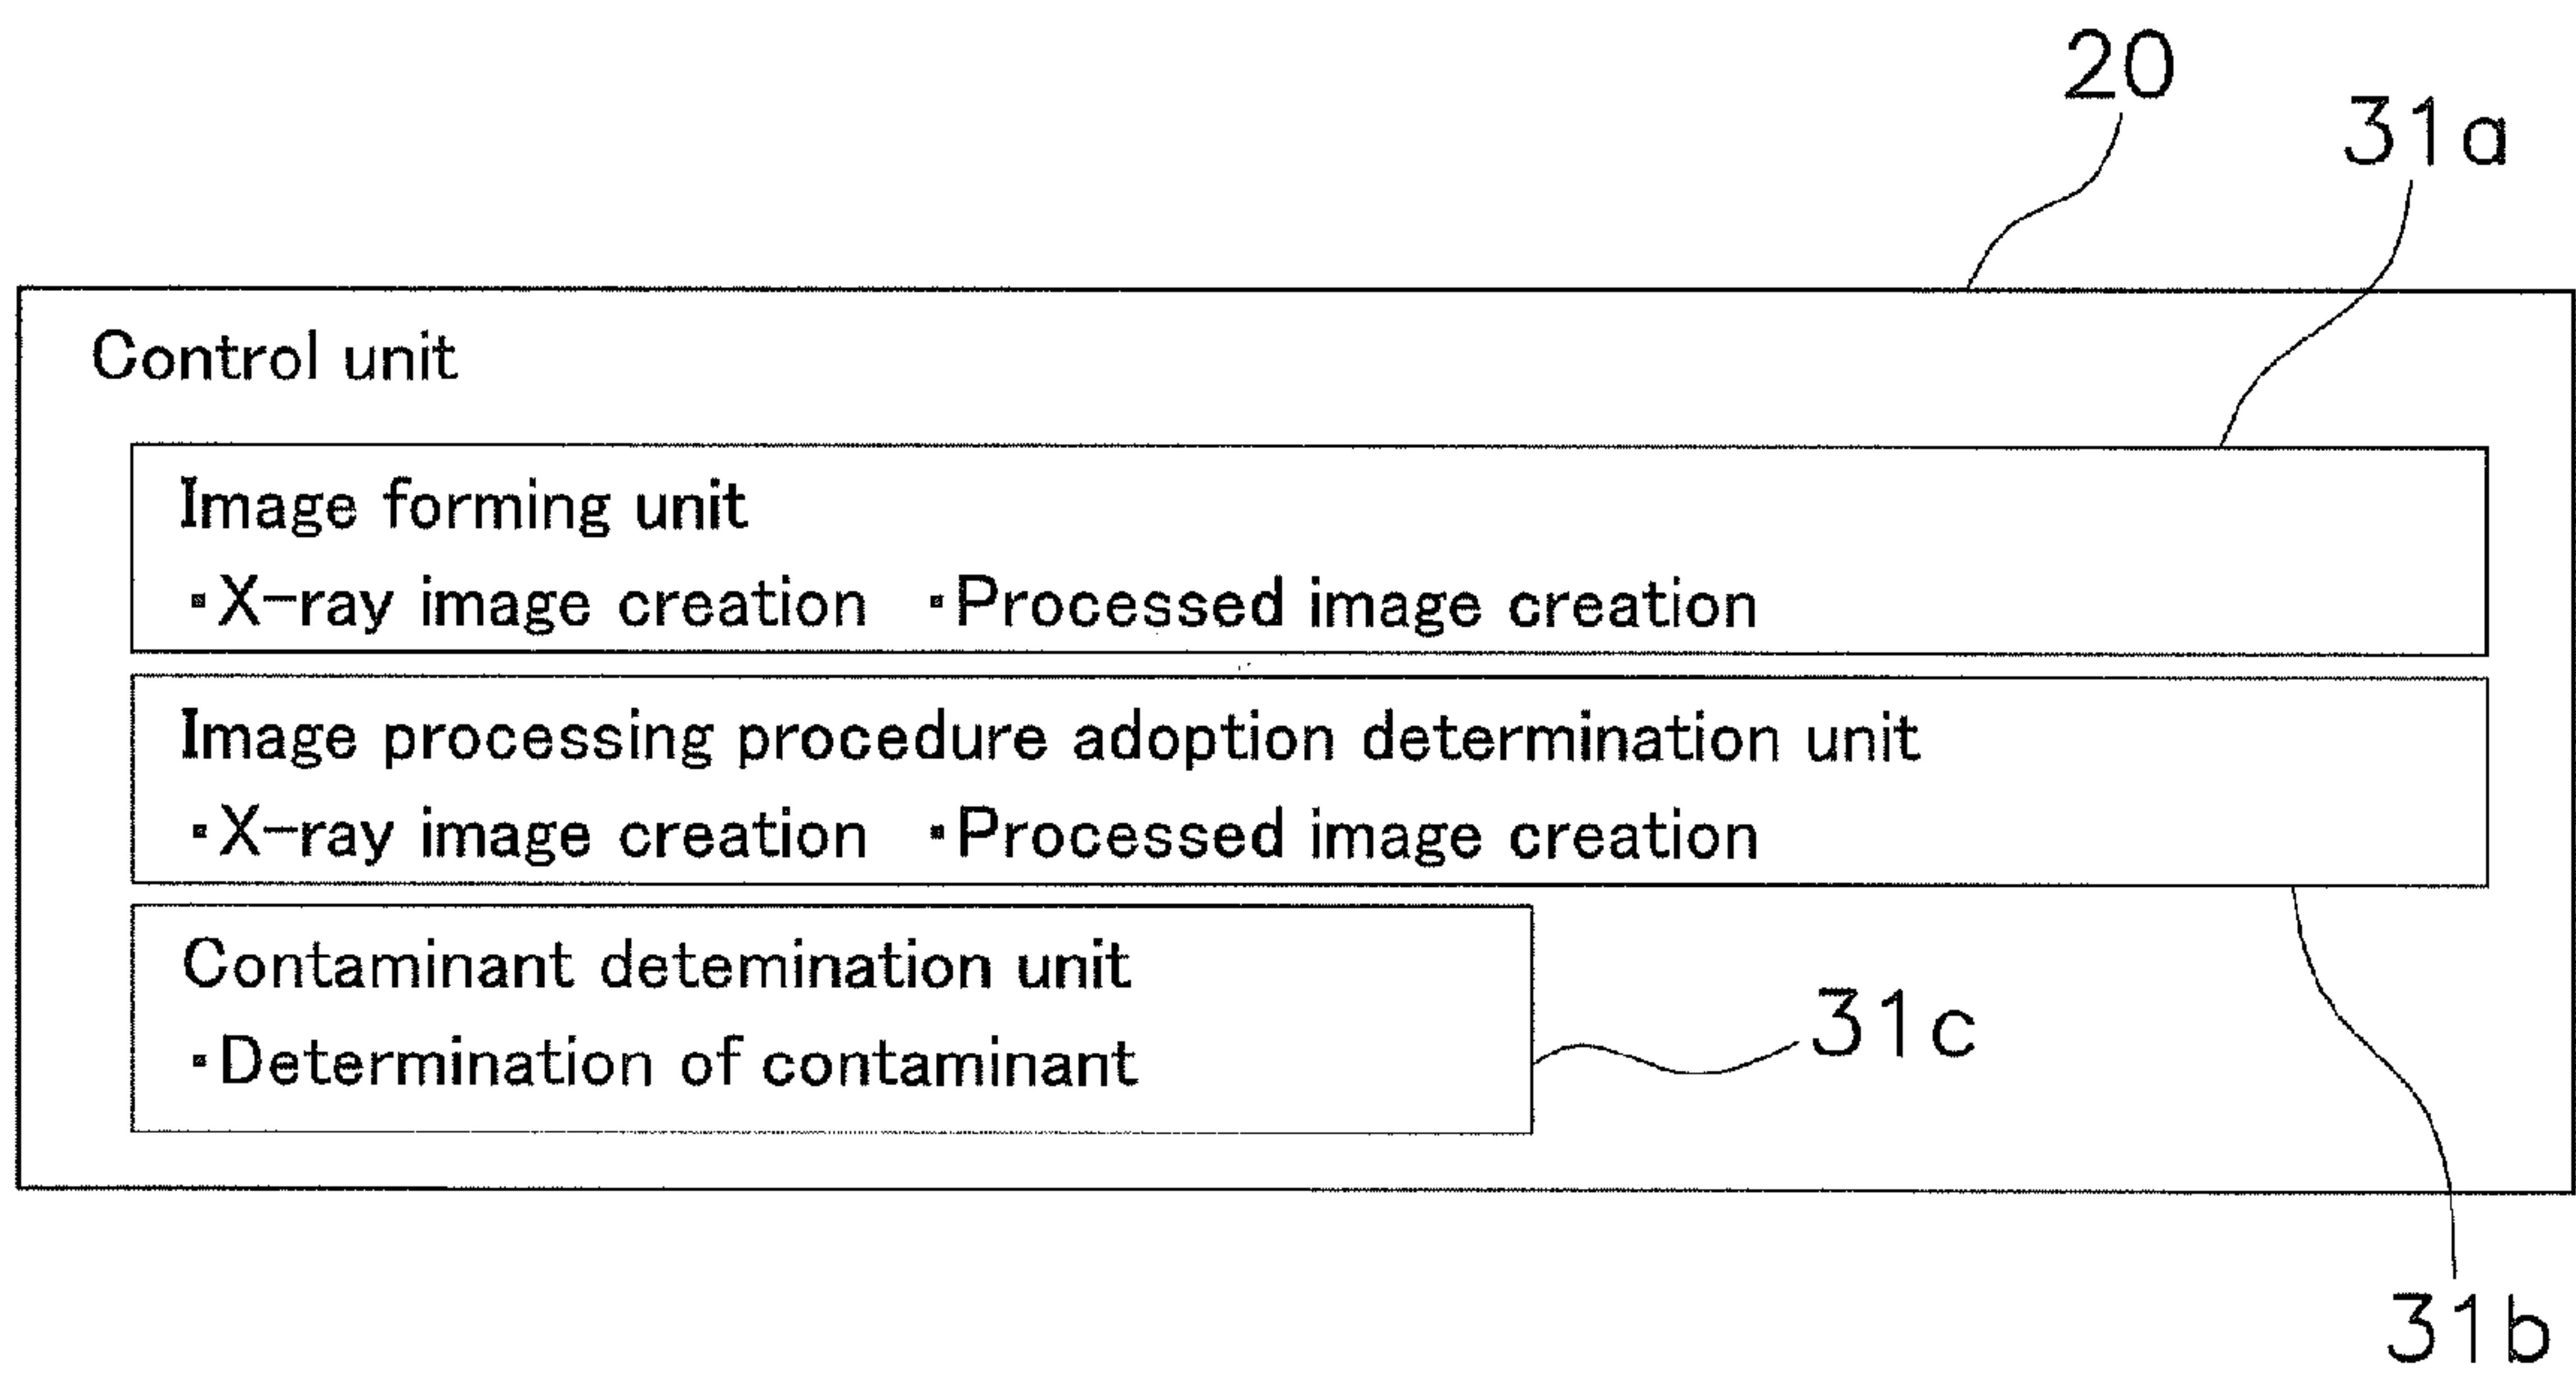 20
31a
Control unit
Image forming unit
・X-ray image creation ・Processed image creation
Image processing procedure adoption determination unit
・X-ray image creation ・Processed image creation
Contaminant detemination unit
・Determination of contaminant
31c
31b